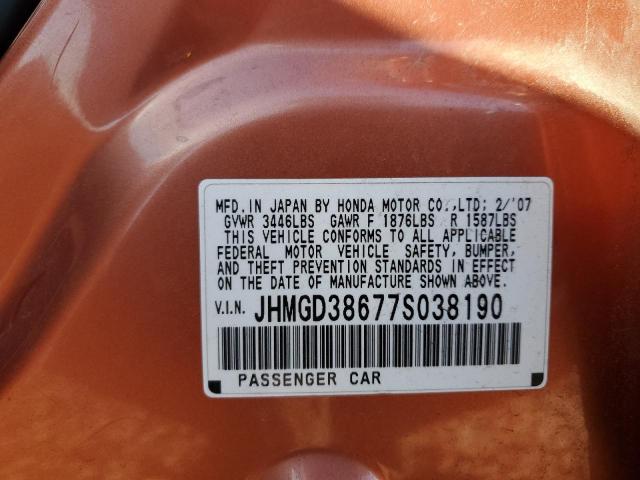 MFD. IN JAPAN BY HONDA MOTOR CO.,LTD: 2/'07
GVWR 3446LBS GAWR F 1876LBS R 1587LBS
THIS VEHICLE CONFORMS TO ALL APPLICABLE
FEDERAL MOTOR VEHICLE SAFETY, BUMPER,
AND THEFT PREVENTION STANDARDS IN EFFECT
ON THE DATE OF MANUFACTURE SHOWN ABOVE.
V.I.N. JHMGD38677S038190
PASSENGER CAR